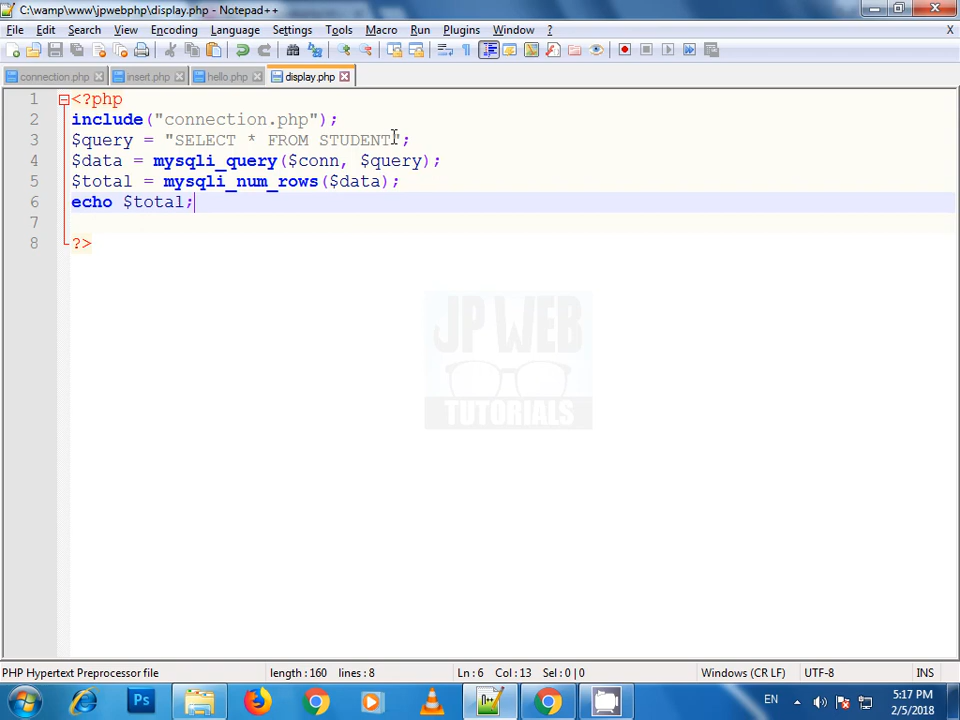 C:\wamp\www\jpwebphp\display.php - Notepad++
File Edit Search View Encoding Language Settings Tools Macro Run Plugins Window ? X
connection.php insert.php hello.php display.php
1 <?php
2 include("connection.php");
3 $query = "SELECT * FROM STUDENT";
4 $data = mysqli_query($conn, $query);
5 $total = mysqli_num_rows($data);
6 echo $total;
7
8 ?>
JP WEB
TUTORIALS
PHP Hypertext Preprocessor file length : 160 lines : 8 Ln : 6 Col : 13 Sel : 0 | 0 Windows (CR LF) UTF-8 INS
Ps EN 5:17 PM
2/5/2018